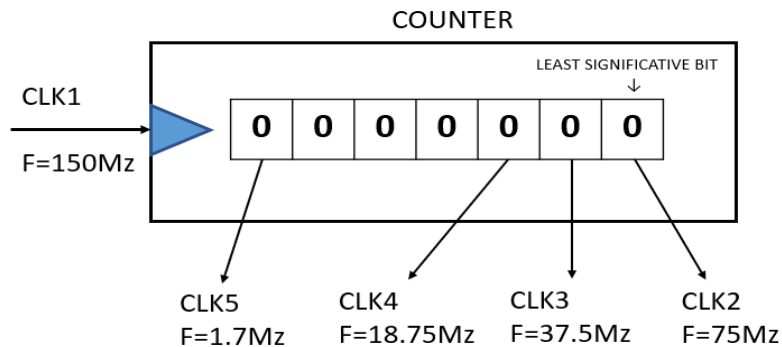 COUNTER
LEAST SIGNIFICATIVE BIT
CLK1
F=150Mz
0 0 0 0 0 0 0
CLK5
F=1.7Mz
CLK4
F=18.75Mz
CLK3
F=37.5Mz
CLK2
F=75Mz